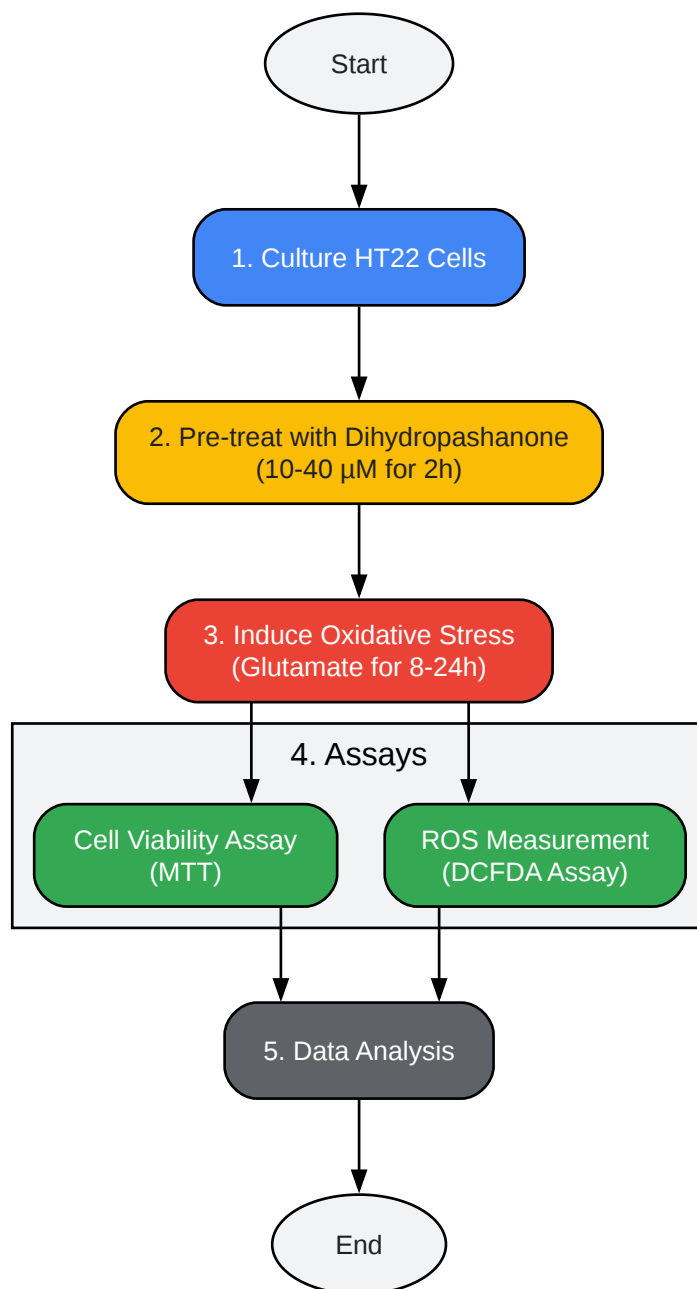 Start
1. Culture HT22 Cells
2. Pre-treat with Dihydropashanone
(10-40 µM for 2h)
3. Induce Oxidative Stress
(Glutamate for 8-24h)
4. Assays
Cell Viability Assay
(MTT)
ROS Measurement
(DCFDA Assay)
5. Data Analysis
End